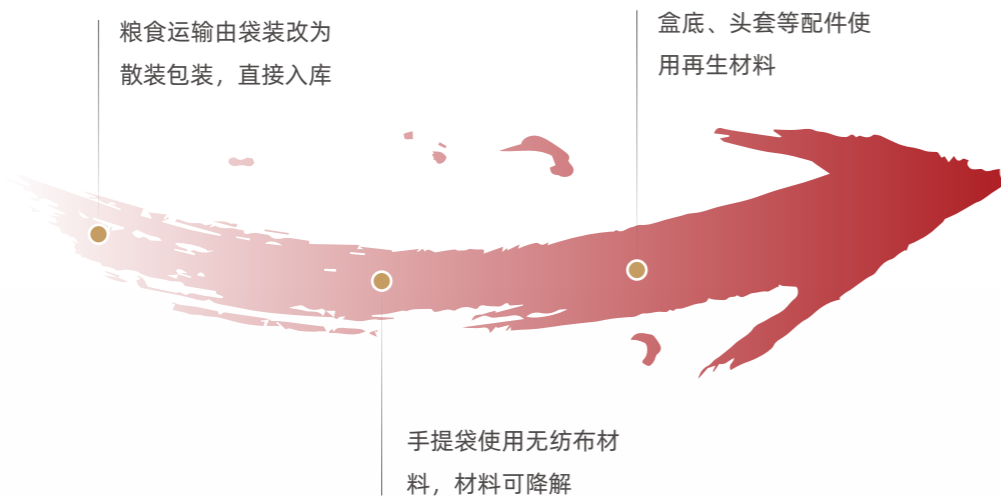 粮食运输由袋装改为
散装包装，直接入库
盒底、头套等配件使
用再生材料
手提袋使用无纺布材
料，材料可降解